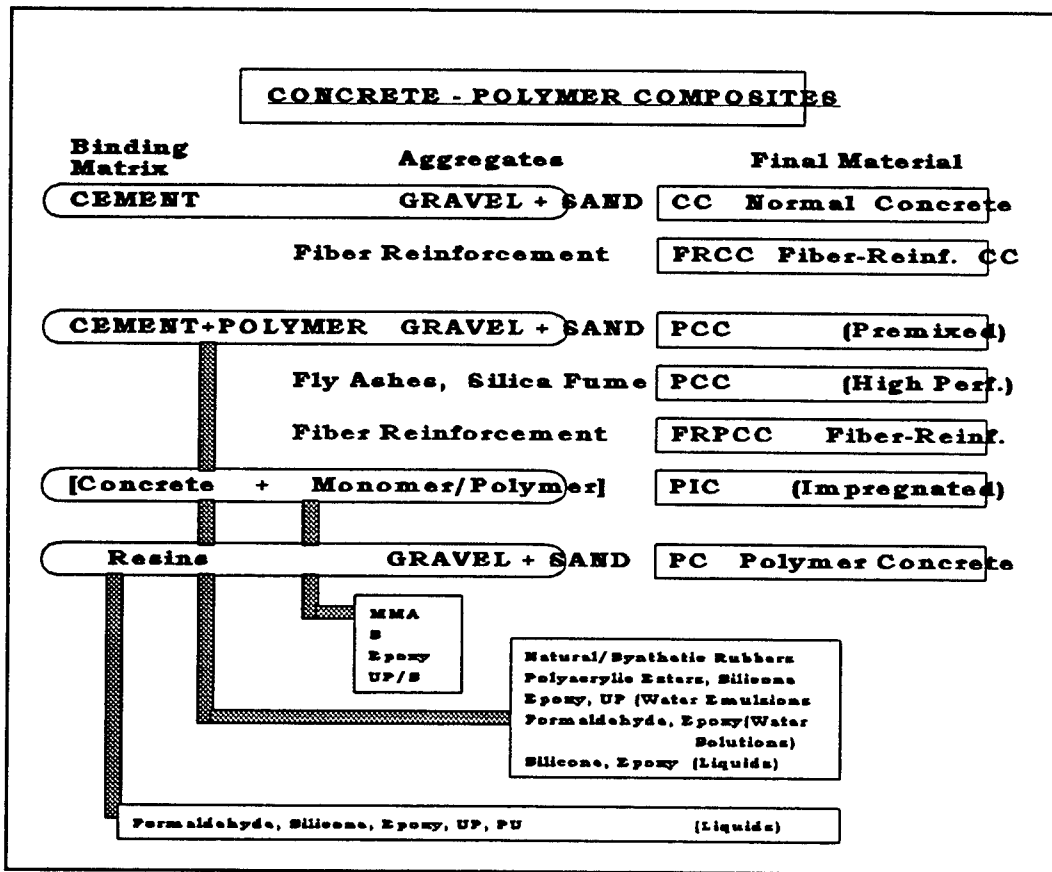 CONCRETE - POLYMER COMPOSITES
Binding
Matrix
Aggregates
Final Material
CEMENT GRAVEL + SAND CC Normal Concrete
Fiber Reinforcement FRCC Fiber-Reinf. CC
CEMENT+POLYMER GRAVEL + SAND PCC (Premixed)
Fly Ashes, Silica Fume PCC (High Perf.)
Fiber Reinforcement FRPCC Fiber-Reinf.
[Concrete + Monomer/Polymer] PIC (Impregnated)
Resins GRAVEL + SAND PC Polymer Concrete
MMA
S
Epoxy
UP/S
Natural/Synthetic Rubbers
Polyacrylic Esters, Silicone
Epoxy, UP (Water Emulsions
Formaldehyde, Epoxy(Water
Solutions)
Silicone, Epoxy (Liquids)
Formaldehyde, Silicone, Epoxy, UP, PU (Liquids)